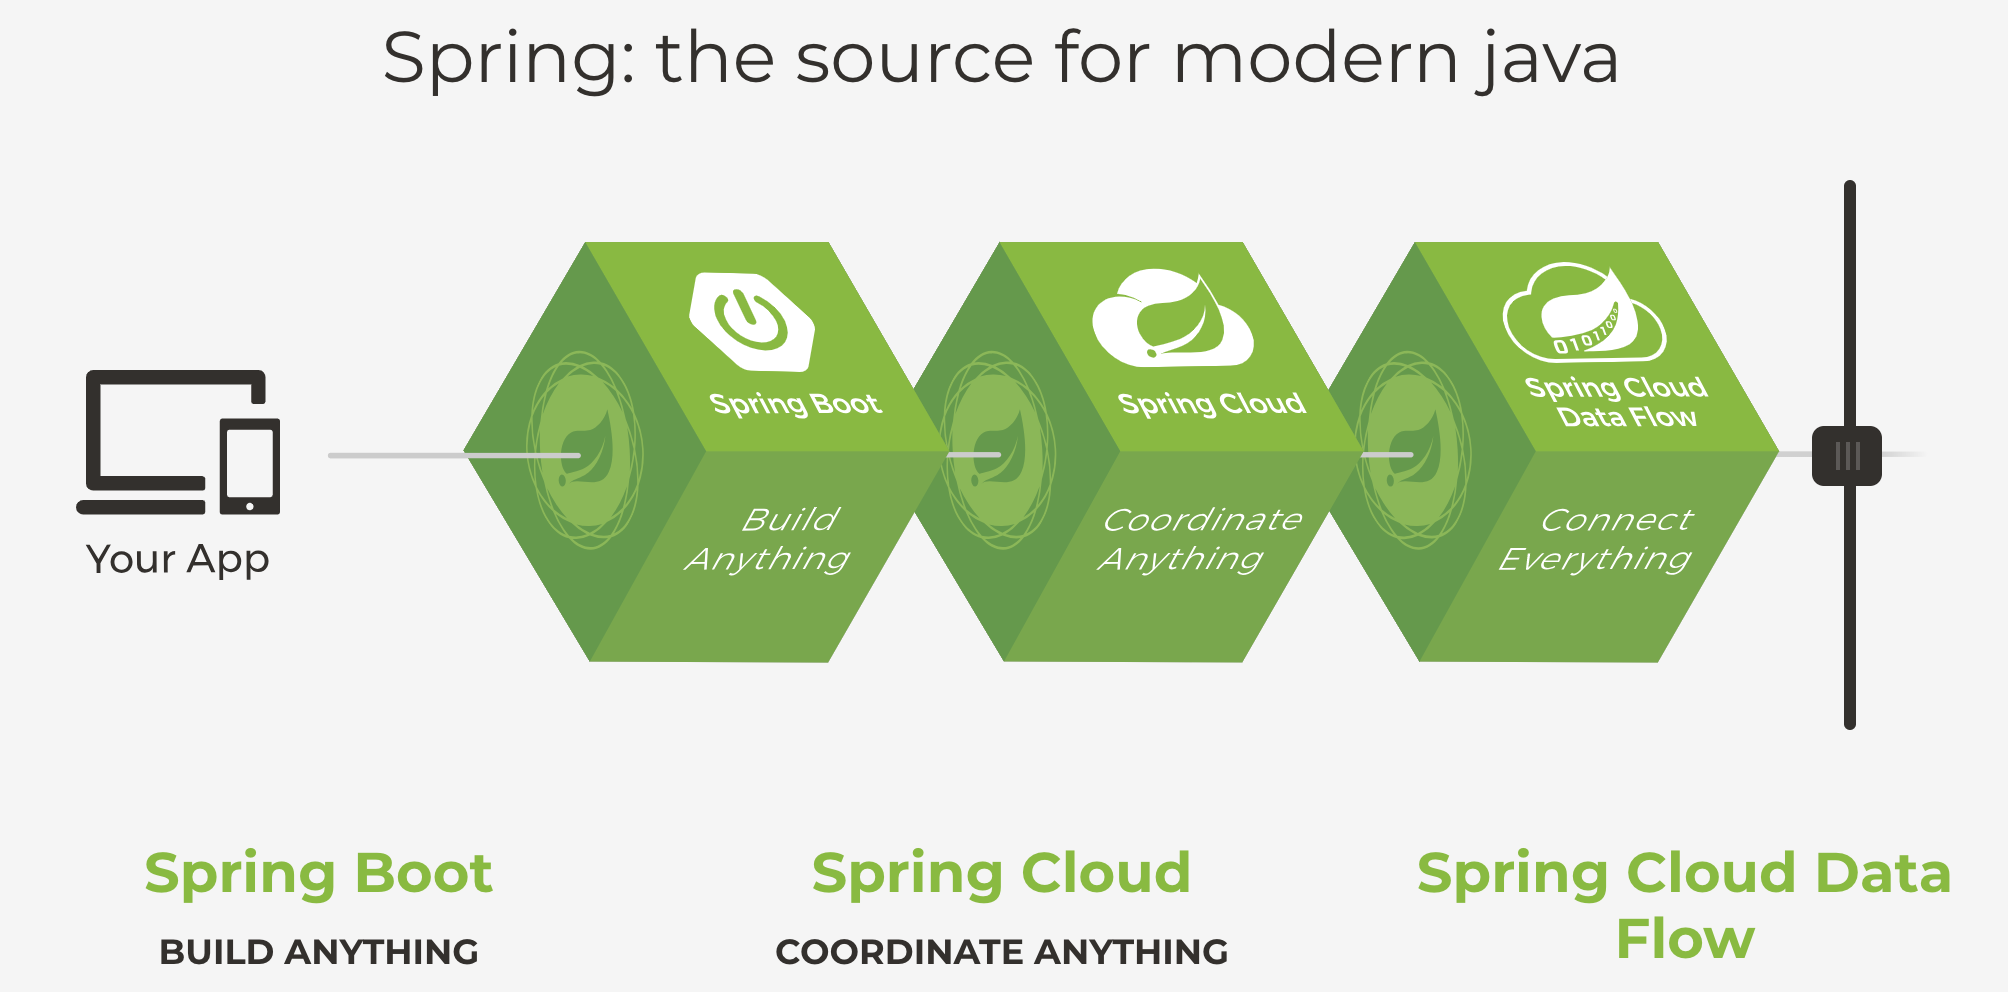 Spring: the source for modern java
Your App
Spring Boot
Build
Anything
Spring Cloud
Coordinate
Anything
01011000
Spring Cloud
Data Flow
Connect
Everything
Spring Boot
BUILD ANYTHING
Spring Cloud
COORDINATE ANYTHING
Spring Cloud Data
Flow